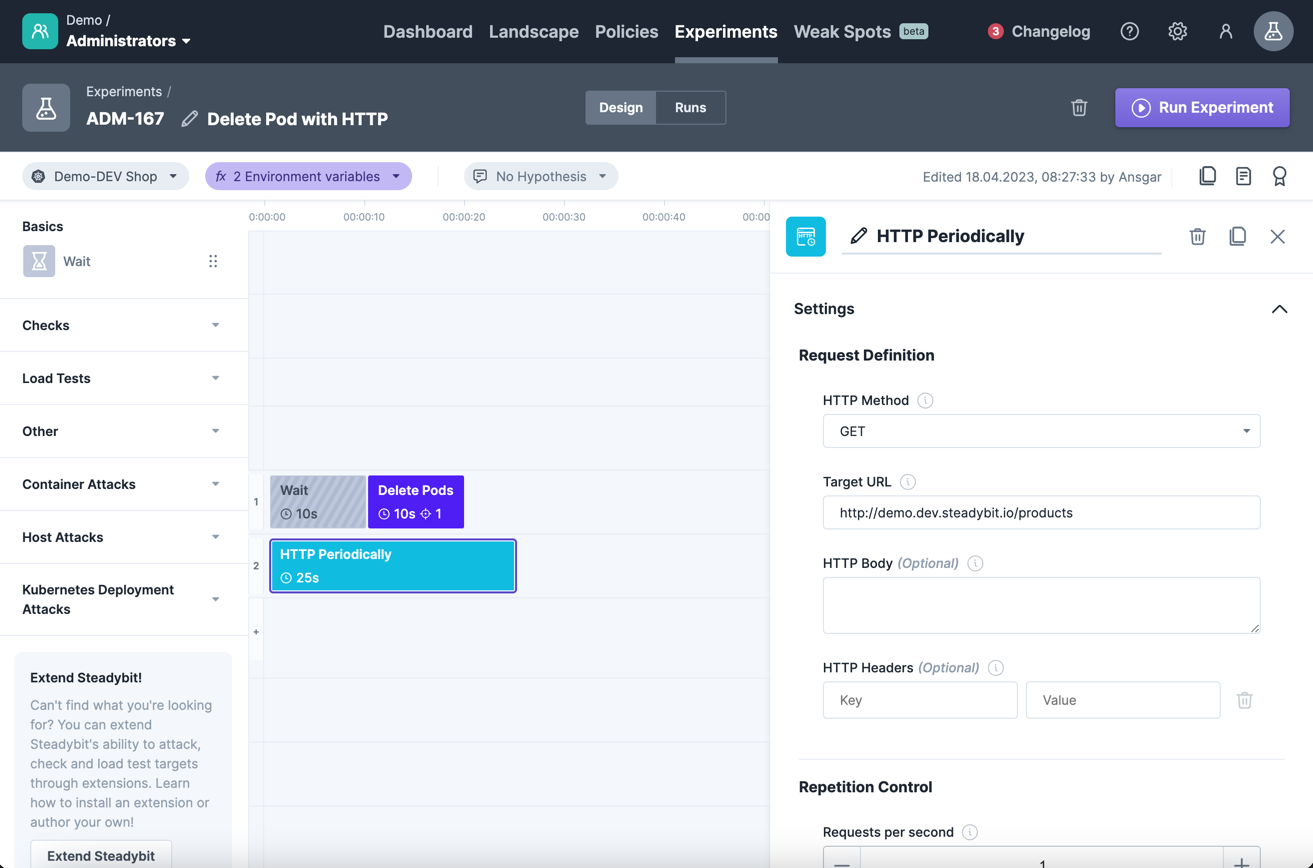 Demo /
Administrators
Dashboard Landscape Policies Experiments Weak Spots beta
3 Changelog
Experiments /
ADM-167 Delete Pod with HTTP
Design Runs
Run Experiment
Demo-DEV Shop
fx 2 Environment variables
No Hypothesis
Edited 18.04.2023, 08:27:33 by Ansgar
Basics
Wait
Checks
Load Tests
Other
Container Attacks
Host Attacks
Kubernetes Deployment
Attacks
Extend Steadybit!
Can't find what you're looking
for? You can extend
Steadybit's ability to attack,
check and load test targets
through extensions. Learn
how to install an extension or
author your own!
Extend Steadybit
0:00:00 0:00:10 0:00:20 0:00:30 0:00:40 0:00:00
1
Wait
10s
Delete Pods
10s 1
2
HTTP Periodically
25s
+
HTTP
HTTP Periodically
Settings
Request Definition
HTTP Method
GET
Target URL
http://demo.dev.steadybit.io/products
HTTP Body (Optional)
HTTP Headers (Optional)
Key Value
Repetition Control
Requests per second
1